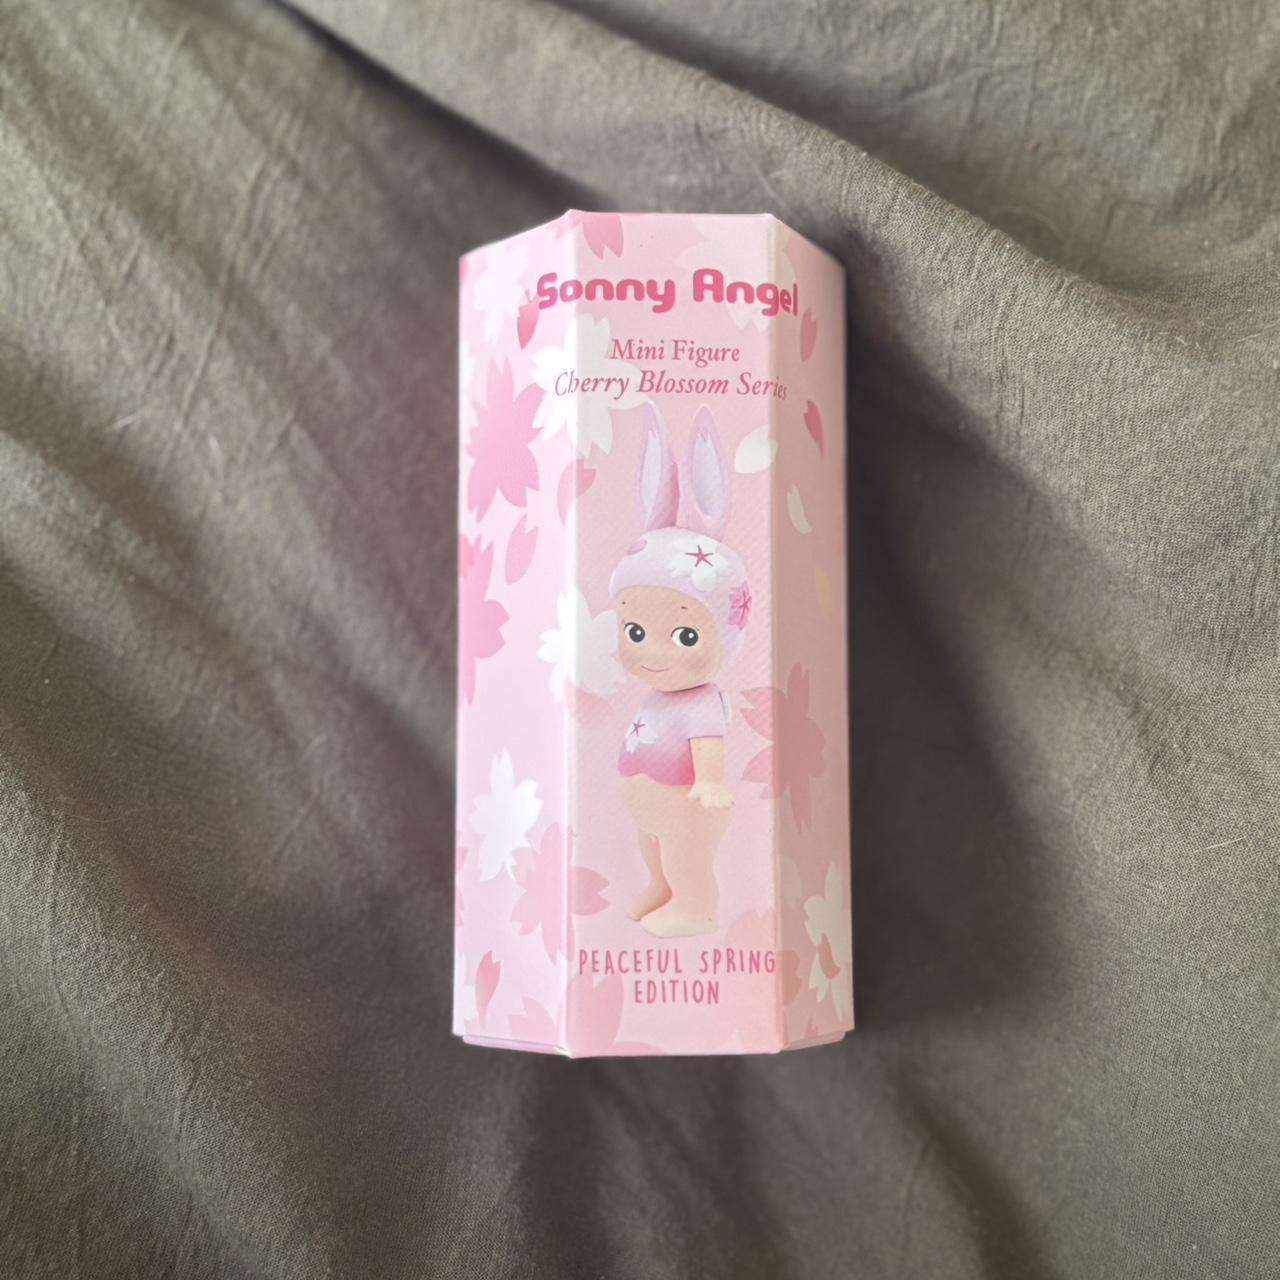 Sonny Angel
Mini Figure
Cherry Blossom Series
PEACEFUL SPRING
EDITION